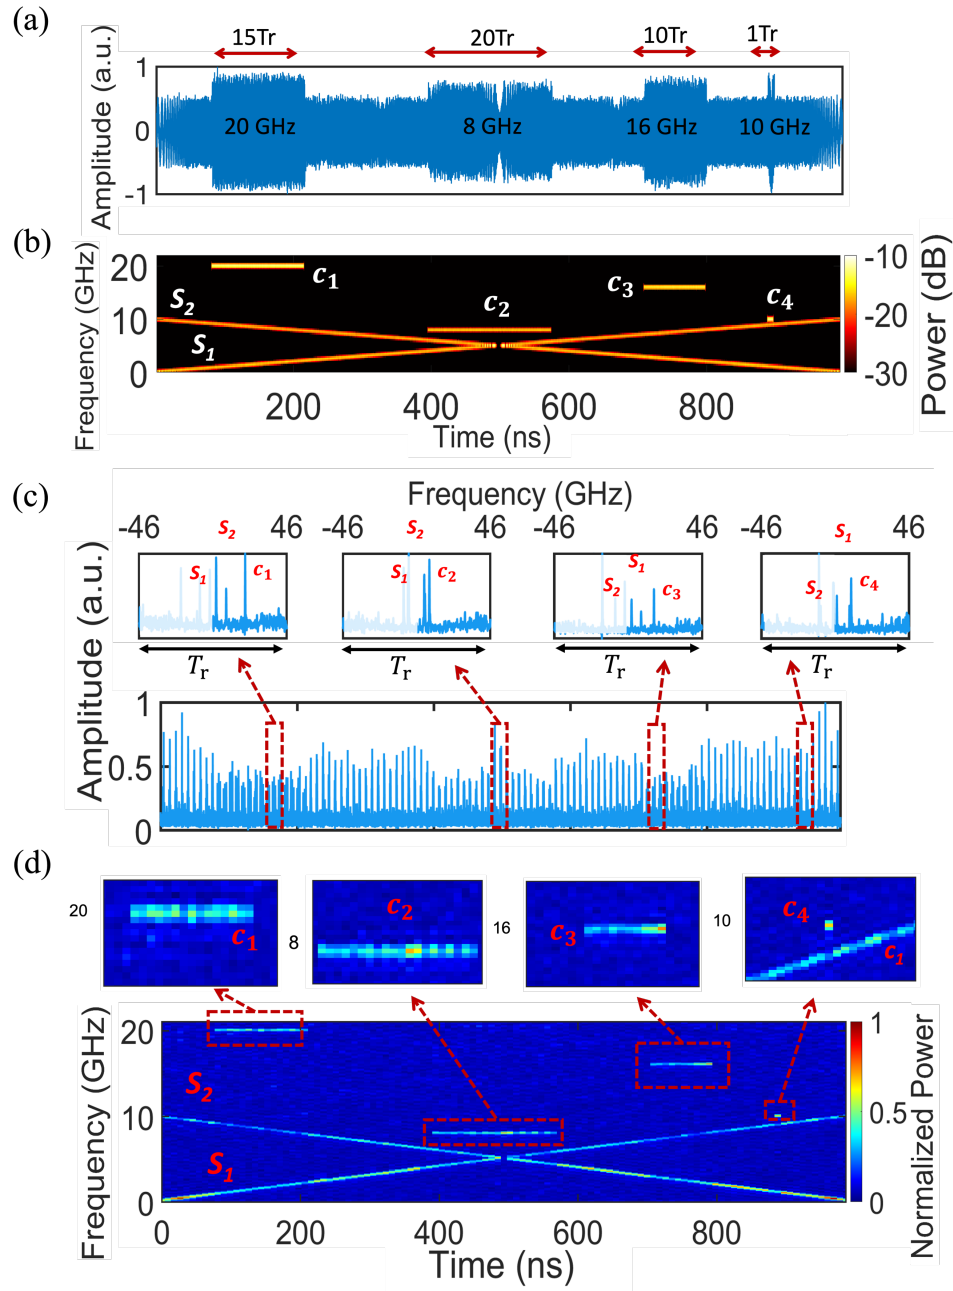 (a)
15Tr 20Tr 10Tr 1Tr
Amplitude (a.u.)
1
0
-1
20 GHz 8 GHz 16 GHz 10 GHz
(b)
Frequency (GHz)
20
10
0
S2
S1
c1
c2
c3
c4
200 400 600 800
Time (ns)
-10
-20
-30
Power (dB)
(c)
Frequency (GHz)
-46 S2 46 -46 S2 46 -46 46 -46 S1 46
Amplitude (a.u.)
S1 c1
S1 c2
S1
S2 c3
S2 c4
Tr Tr Tr Tr
1
0.5
0
(d)
20 c1
8 c2
16 c3
10 c4
c1
Frequency (GHz)
20
10
0
S2
S1
0 200 400 600 800
Time (ns)
1
0.5
0
Normalized Power